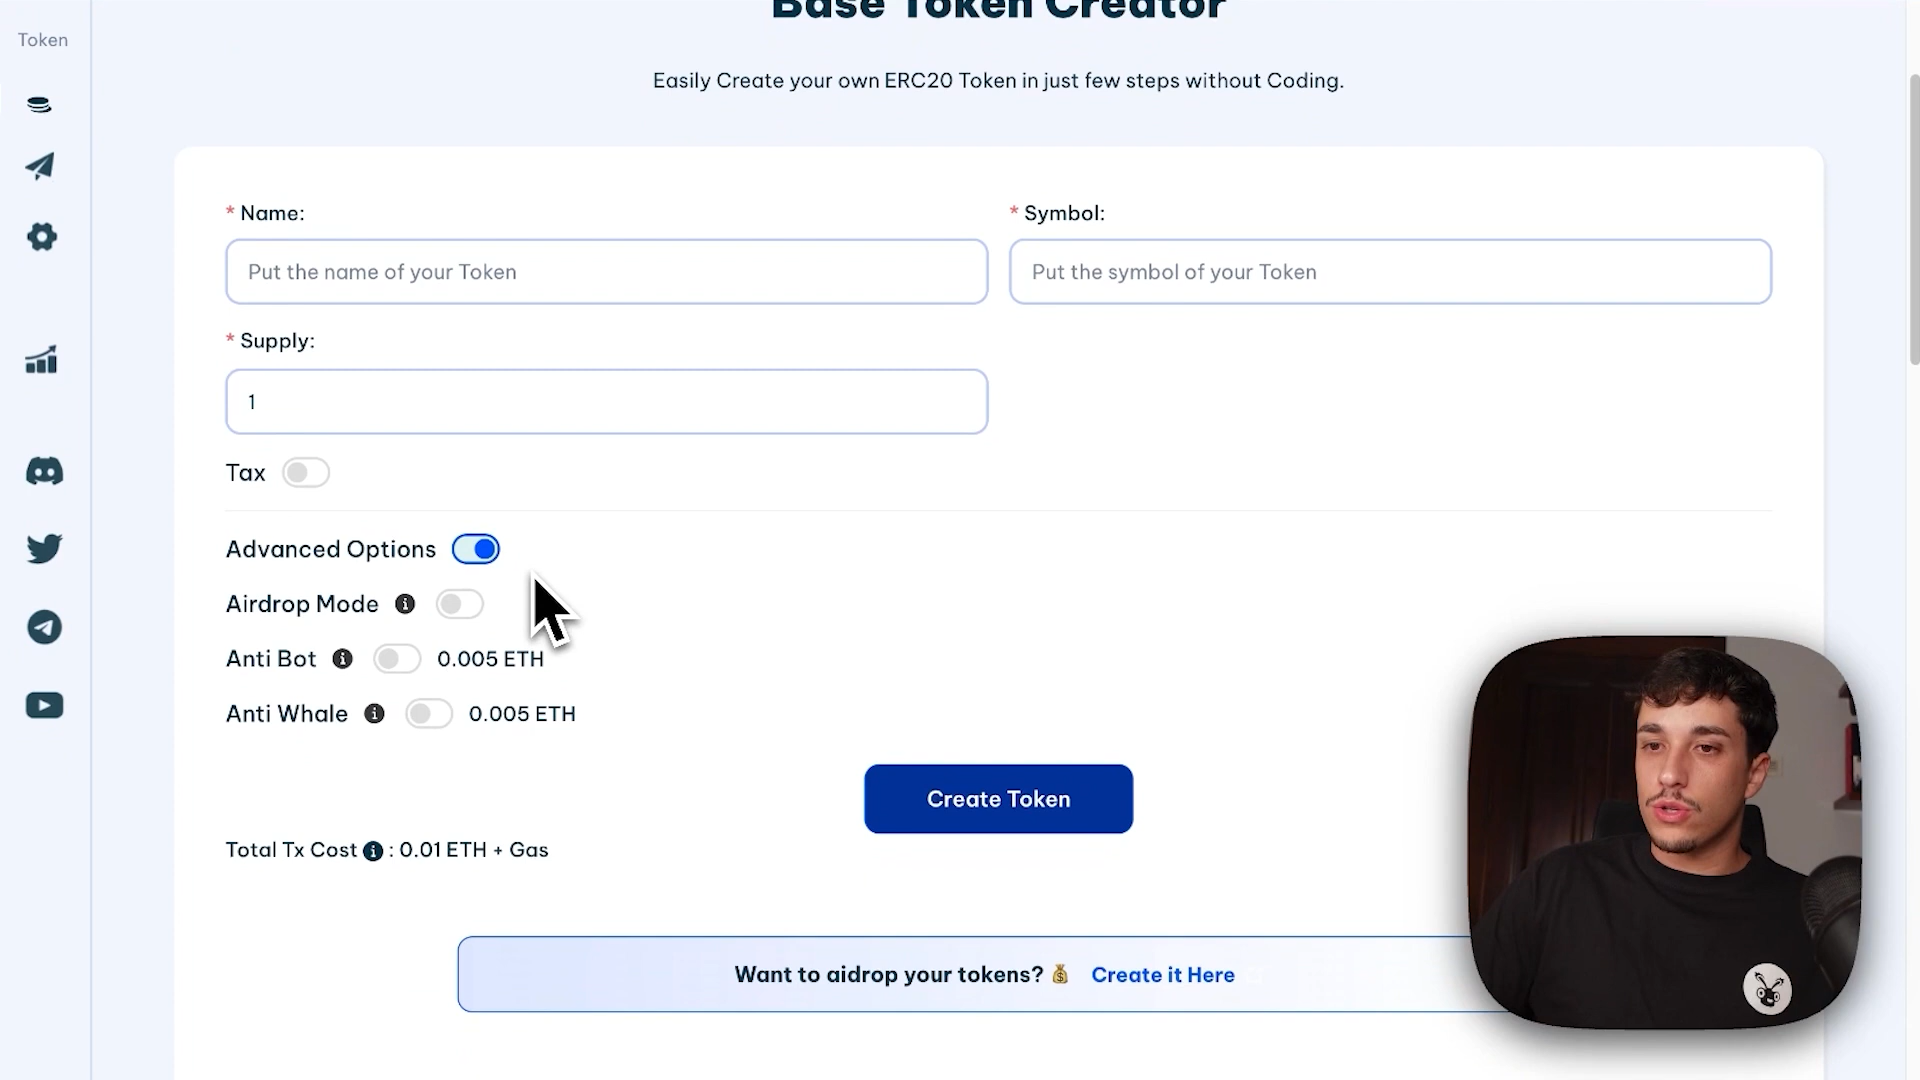 Base Token Creator
Token
Easily Create your own ERC20 Token in just few steps without Coding.
* Name:
* Symbol:
Put the name of your Token
Put the symbol of your Token
* Supply:
1
Tax
Advanced Options
Airdrop Mode
Anti Bot 0.005 ETH
Anti Whale 0.005 ETH
Create Token
Total Tx Cost : 0.01 ETH + Gas
Want to aidrop your tokens? Create it Here